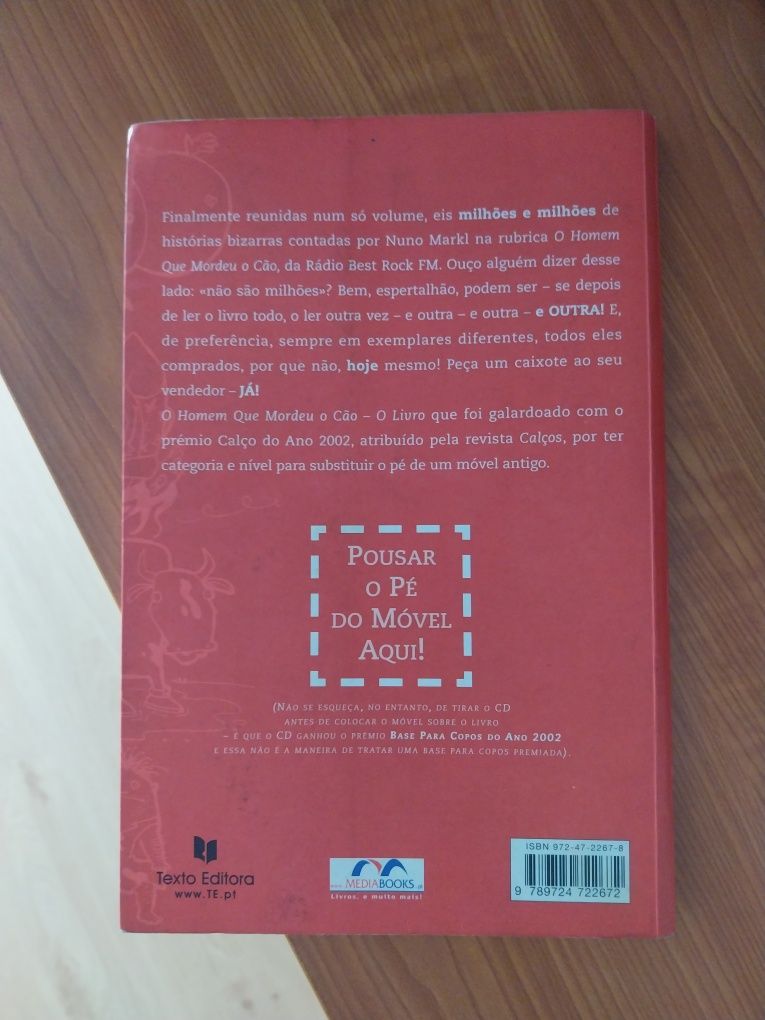 Finalmente reunidas num só volume, eis milhões e milhões de
histórias bizarras contadas por Nuno Markl na rubrica O Homem
Que Mordeu o Cão, da Rádio Best Rock FM. Ouço alguém dizer desse
lado: «não são milhões»? Bem, espertalhão, podem ser – se depois
de ler o livro todo, o ler outra vez – e outra – e outra – e OUTRA! E,
de preferência, sempre em exemplares diferentes, todos eles
comprados, por que não, hoje mesmo! Peça um caixote ao seu
vendedor – JÁ!
O Homem Que Mordeu o Cão – O Livro que foi galardoado com o
prémio Calço do Ano 2002, atribuído pela revista Calços, por ter
categoria e nível para substituir o pé de um móvel antigo.
POUSAR
O PÉ
DO MÓVEL
AQUI!
(NÃO SE ESQUEÇA, NO ENTANTO, DE TIRAR O CD
ANTES DE COLOCAR O MÓVEL SOBRE O LIVRO
– É QUE O CD GANHOU O PRÉMIO BASE PARA COPOS DO ANO 2002
E ESSA NÃO É A MANEIRA DE TRATAR UMA BASE PARA COPOS PREMIADA).
Texto Editora
www.TE.pt
www.MEDIABOOKS.pt
Livros, e muito mais!
ISBN 972-47-2267-8
9 789724 722672